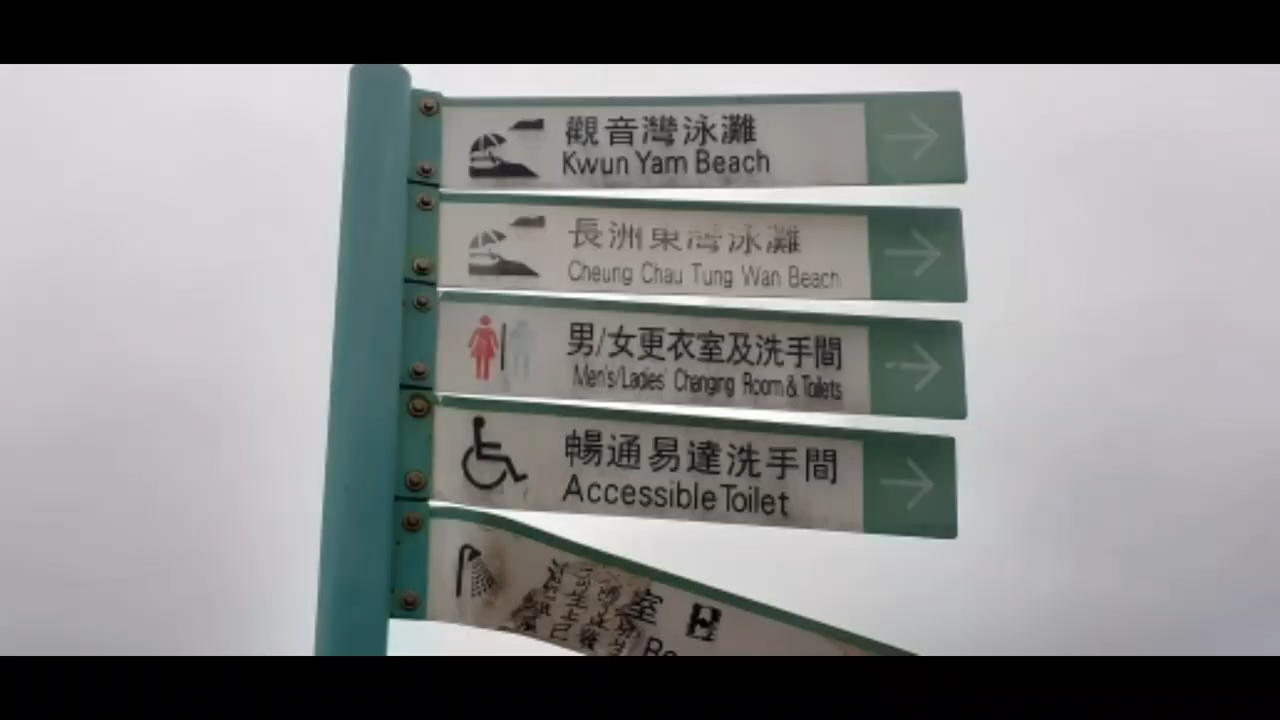 觀音灣泳灘
Kwun Yam Beach
長洲東灣泳灘
Cheung Chau Tung Wan Beach
男/女更衣室及洗手間
Men's/Ladies' Changing Room & Toilets
暢通易達洗手間
Accessible Toilet
室